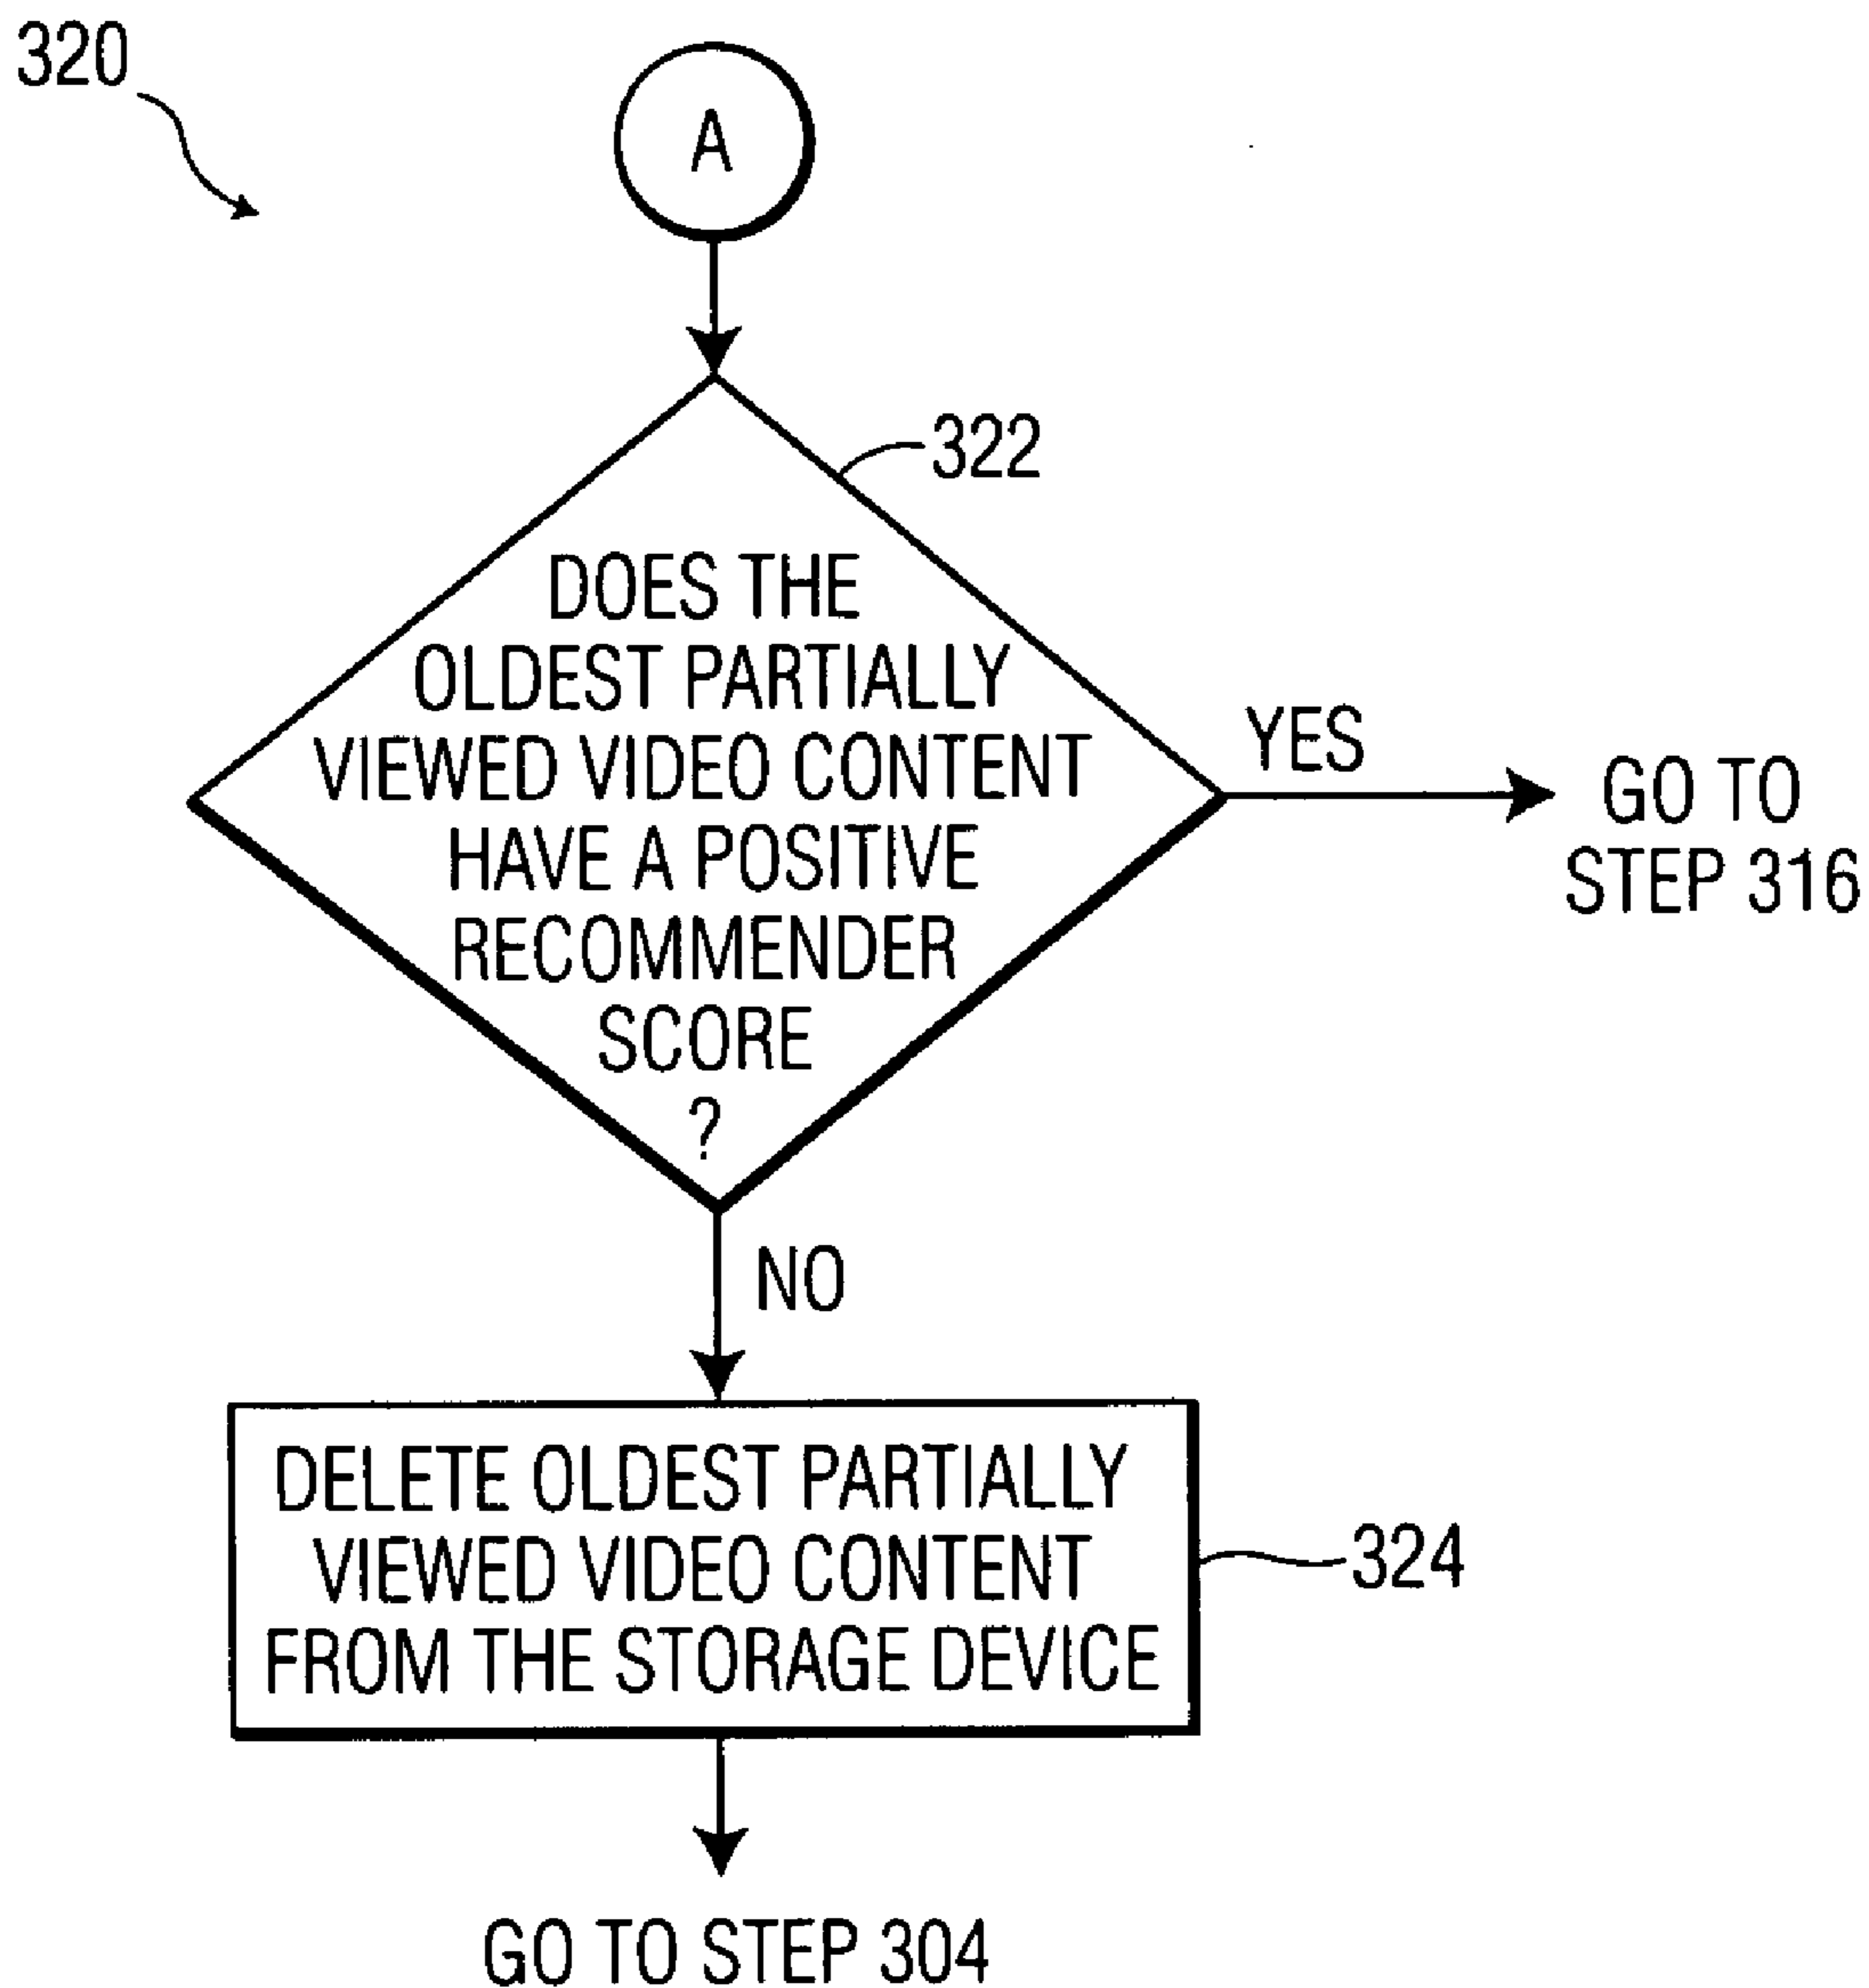 320
A
322
DOES THE
OLDEST PARTIALLY
VIEWED VIDEO CONTENT
HAVE A POSITIVE
RECOMMENDER
SCORE
?
YES
GO TO
STEP 316
NO
DELETE OLDEST PARTIALLY
VIEWED VIDEO CONTENT
FROM THE STORAGE DEVICE
324
GO TO STEP 304